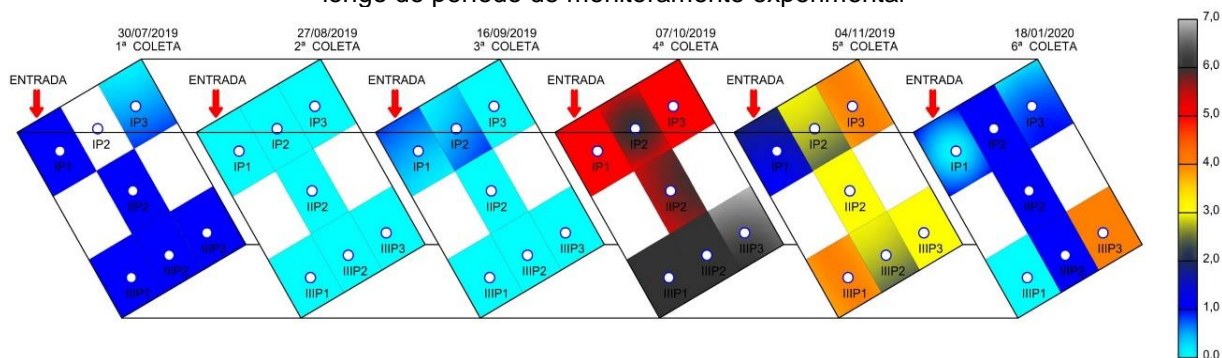 longo do período de monitoramento experimental
30/07/2019
1ª COLETA
27/08/2019
2ª COLETA
16/09/2019
3ª COLETA
07/10/2019
4ª COLETA
04/11/2019
5ª COLETA
18/01/2020
6ª COLETA
ENTRADA
IP1
IP2
IP3
IIP2
IIIP1
IIIP2
IIIP3
ENTRADA
IP1
IP2
IP3
IIP2
IIIP1
IIIP2
IIIP3
ENTRADA
IP1
IP2
IP3
IIP2
IIIP1
IIIP2
IIIP3
ENTRADA
IP1
IP2
IP3
IIP2
IIIP1
IIIP2
IIIP3
ENTRADA
IP1
IP2
IP3
IIP2
IIIP1
IIIP2
IIIP3
ENTRADA
IP1
IP2
IP3
IIP2
IIIP1
IIIP2
IIIP3
7,0
6,0
5,0
4,0
3,0
2,0
1,0
0,0